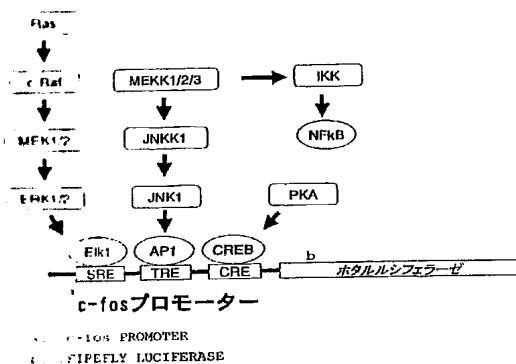 Ras
c-Raf MEKK1/2/3 IKK
MEK1/2 JNKK1 NFkB
ERK1/2 JNK1 PKA
Elk1 AP1 CREB b
SRE TRE CRE ホタルルシフェラーゼ
c-fosプロモーター
c-fos PROMOTER
FIREFLY LUCIFERASE